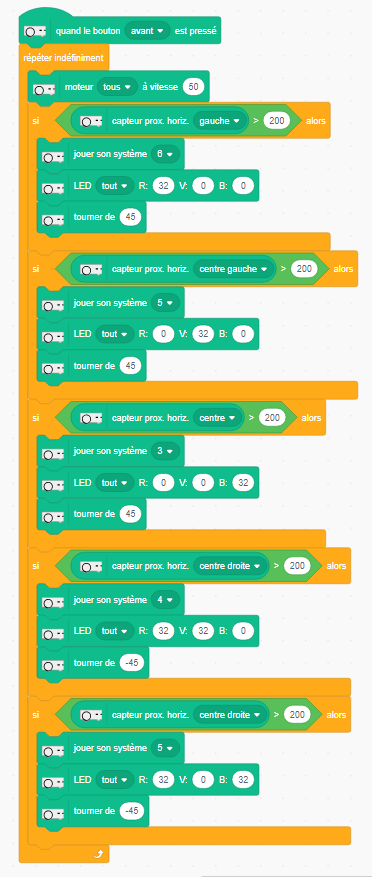 quand le bouton avant est pressé
répéter indéfiniment
moteur tous à vitesse 50
si capteur prox. horiz. gauche > 200 alors
jouer son système 6
LED tout R: 32 V: 0 B: 0
tourner de 45
si capteur prox. horiz. centre gauche > 200 alors
jouer son système 5
LED tout R: 0 V: 32 B: 0
tourner de 45
si capteur prox. horiz. centre > 200 alors
jouer son système 3
LED tout R: 0 V: 0 B: 32
tourner de 45
si capteur prox. horiz. centre droite > 200 alors
jouer son système 4
LED tout R: 32 V: 32 B: 0
tourner de -45
si capteur prox. horiz. centre droite > 200 alors
jouer son système 5
LED tout R: 32 V: 0 B: 32
tourner de -45